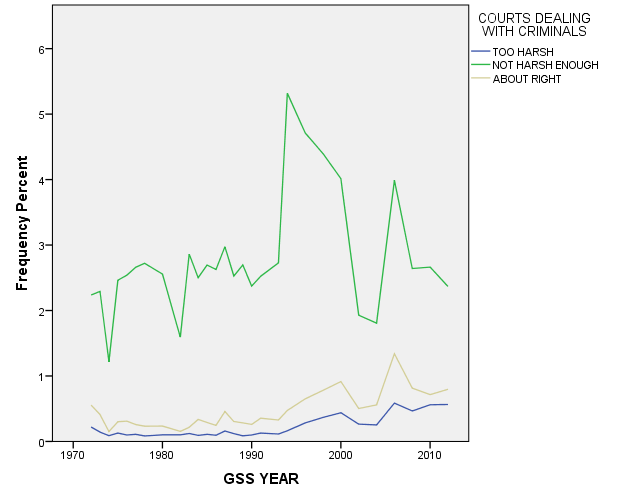 COURTS DEALING
WITH CRIMINALS
TOO HARSH
NOT HARSH ENOUGH
ABOUT RIGHT
Frequency Percent
6
5
4
3
2
1
0
1970 1980 1990 2000 2010
GSS YEAR